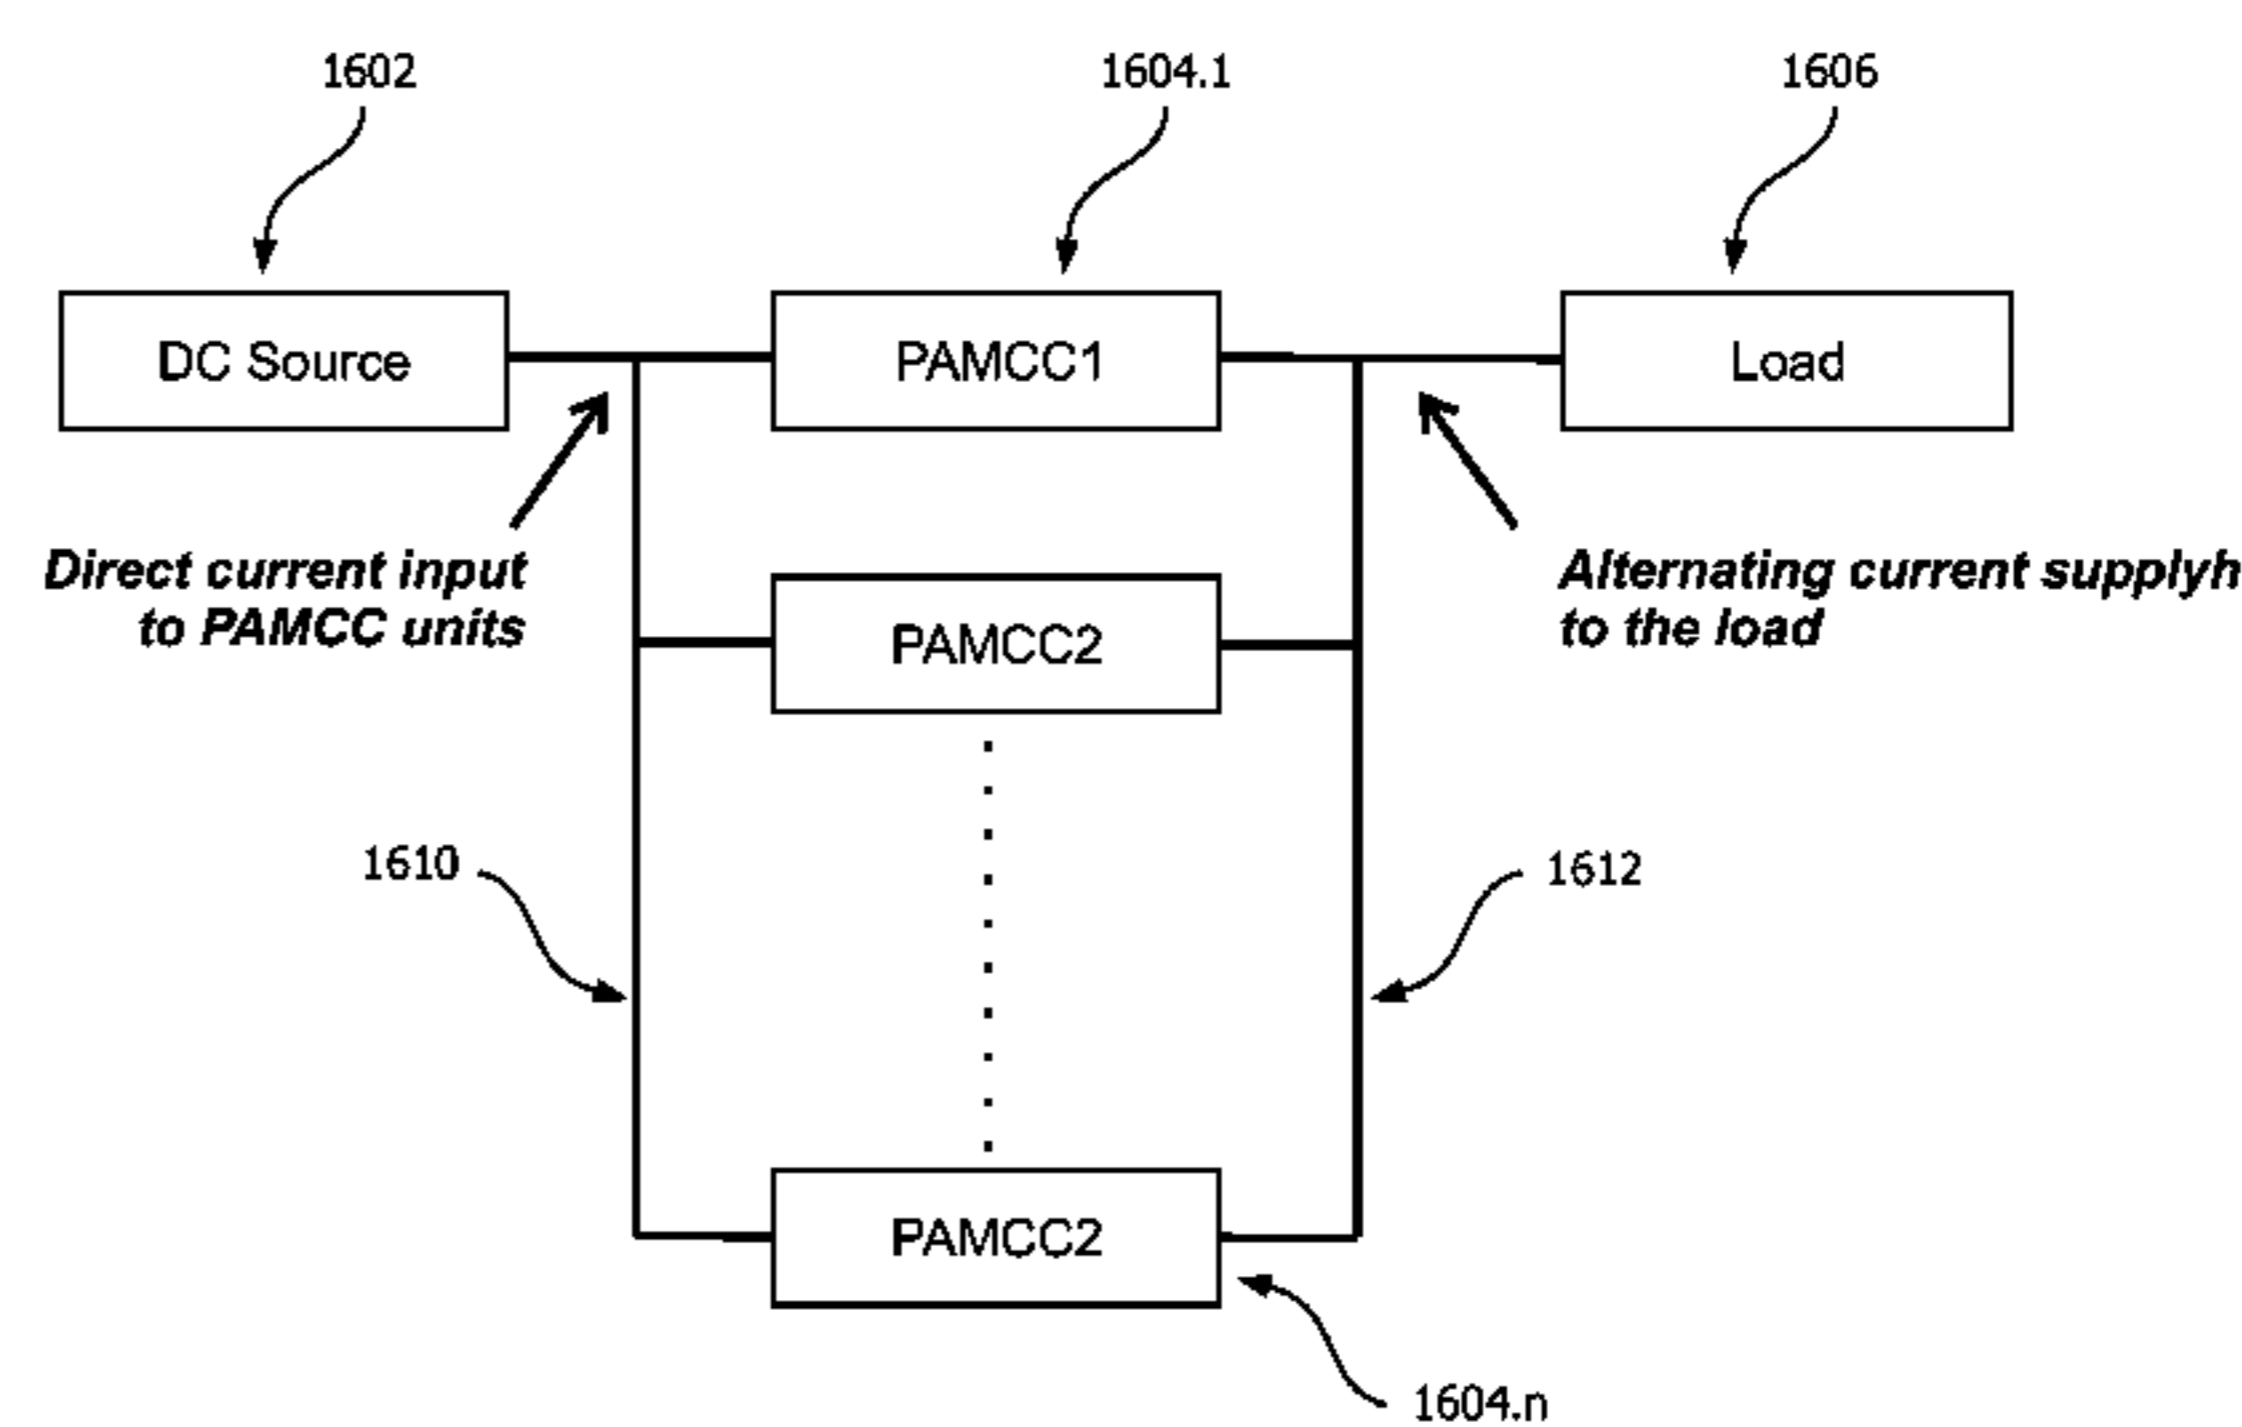 1602
1604.1
1606
DC Source
PAMCC1
Load
Direct current input
to PAMCC units
Alternating current supplyh
to the load
PAMCC2
1610
1612
PAMCC2
1604.n